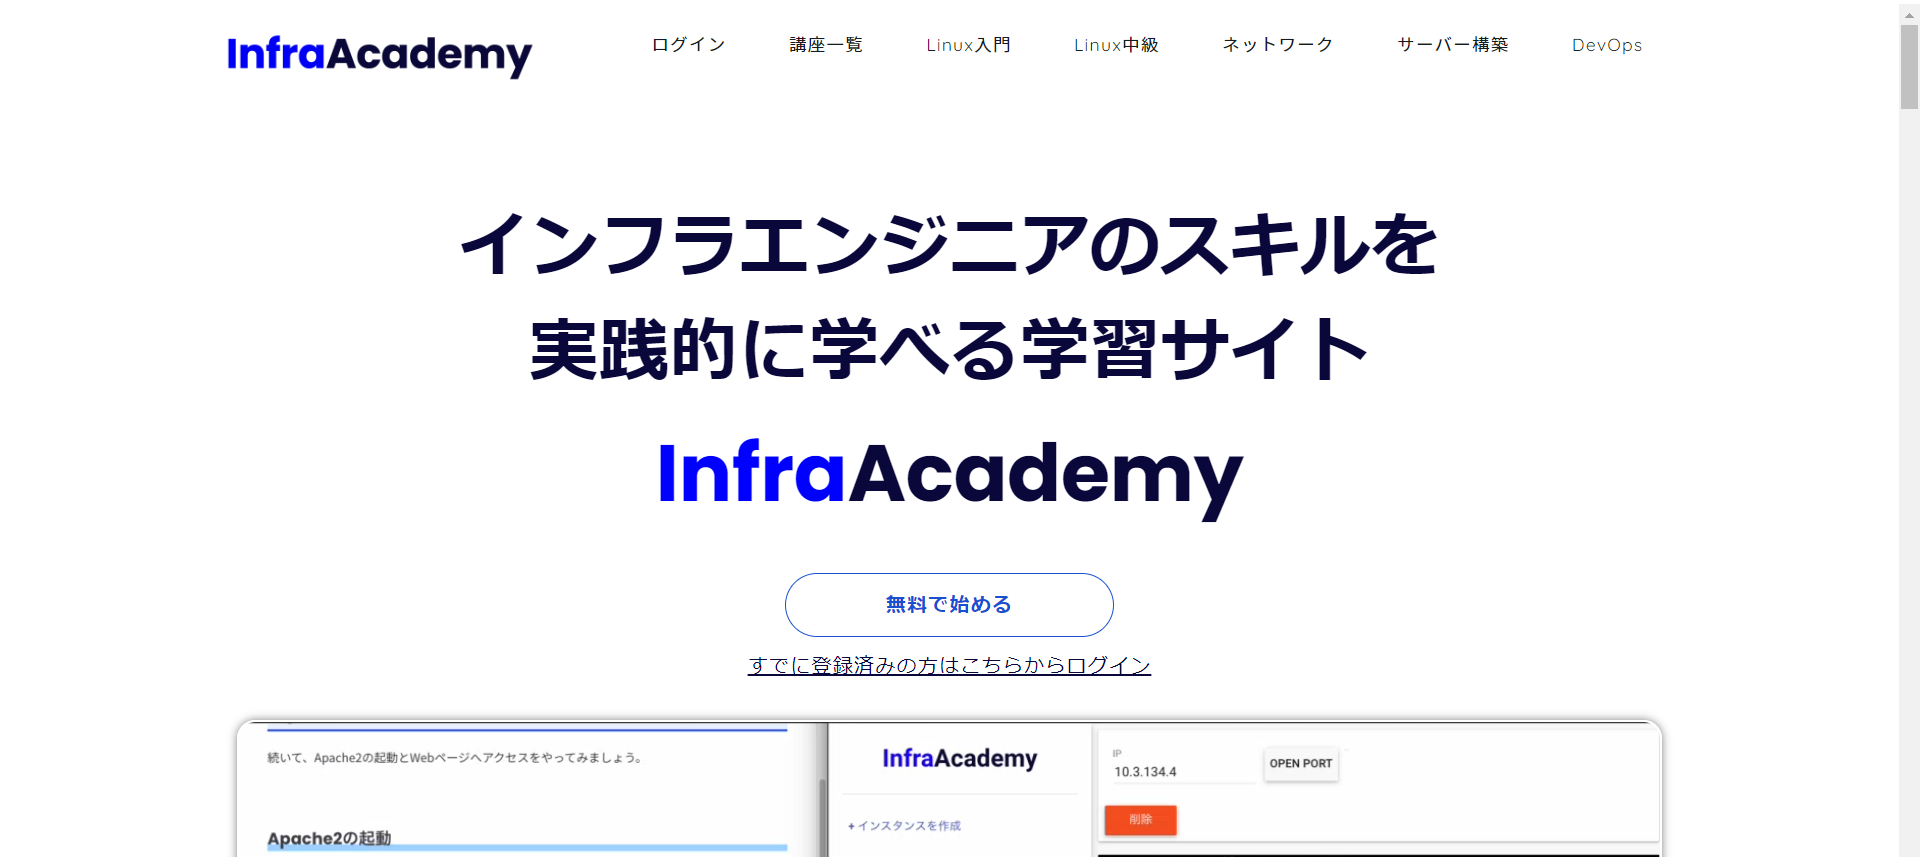 InfraAcademy
ログイン
講座一覧
Linux入門
Linux中級
ネットワーク
サーバー構築
DevOps
インフラエンジニアのスキルを
実践的に学べる学習サイト
InfraAcademy
無料で始める
すでに登録済みの方はこちらからログイン
続いて、Apache2の起動とWebページへアクセスをやってみましょう。
Apache2の起動
InfraAcademy
+ インスタンスを作成
IP
10.3.134.4
OPEN PORT
削除